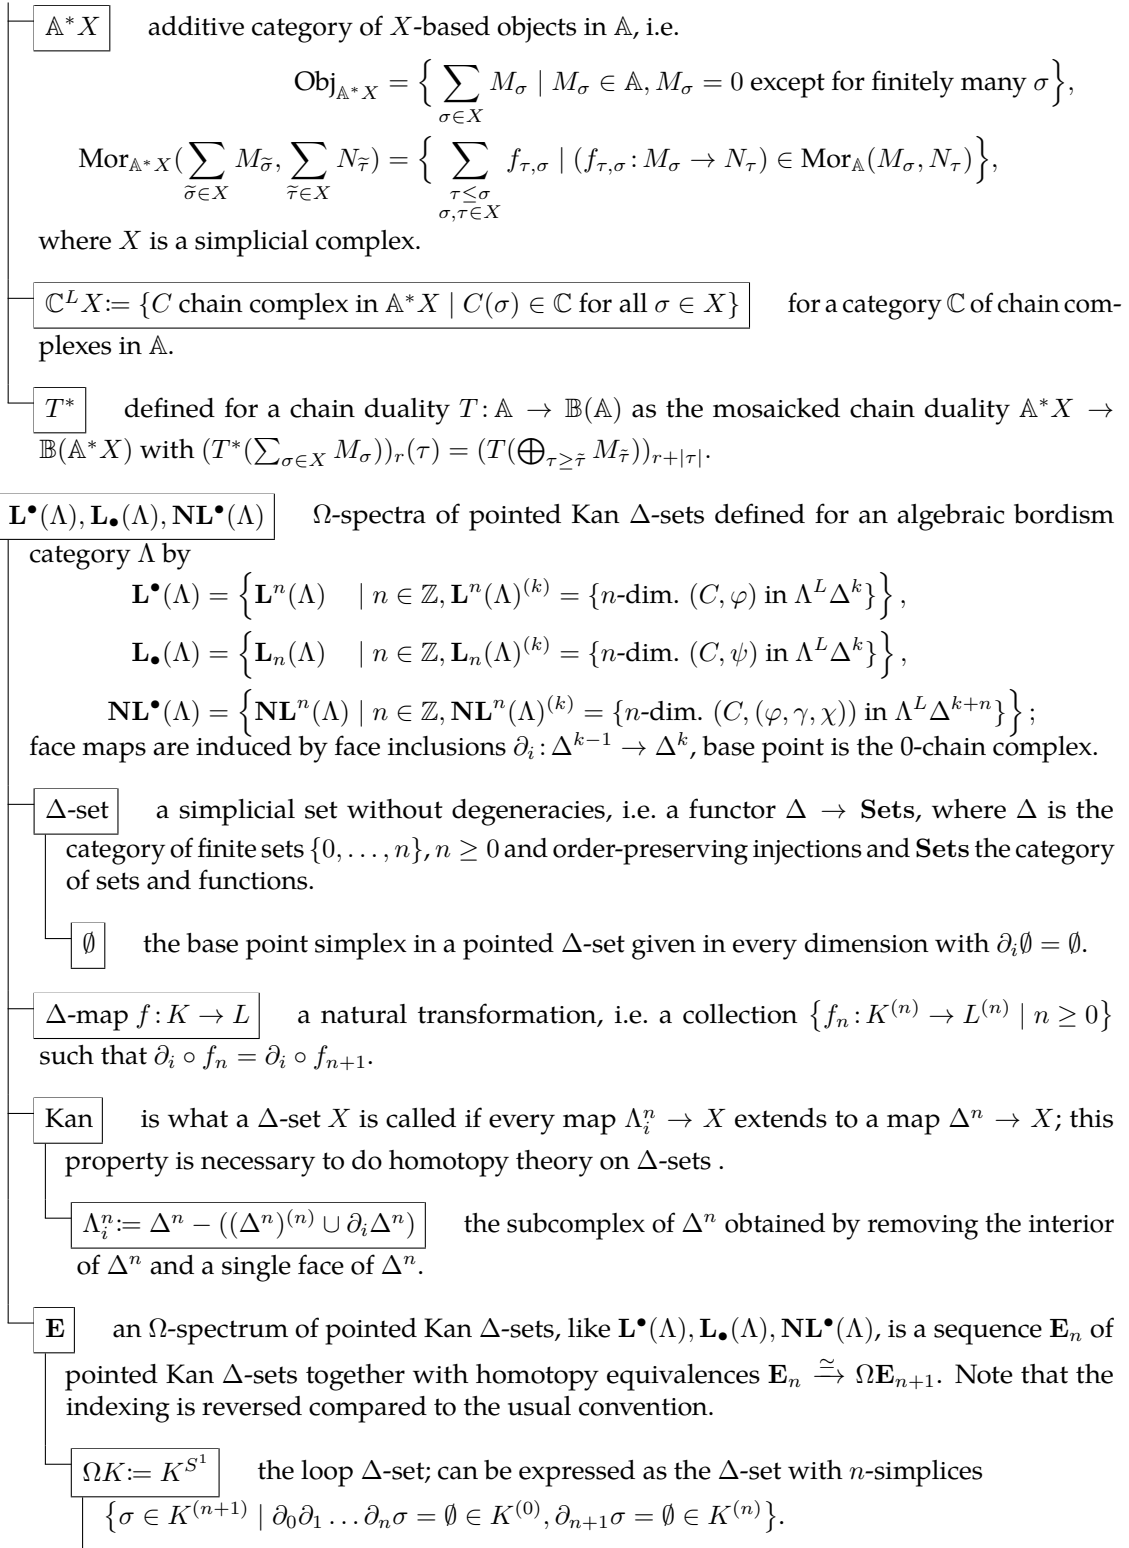 𝔸*X additive category of X-based objects in 𝔸, i.e.
Obj_{𝔸*X} = { ∑_{σ∈X} M_σ | M_σ ∈ 𝔸, M_σ = 0 except for finitely many σ },
Mor_{𝔸*X}(∑_{σ̃∈X} M_σ̃, ∑_{τ̃∈X} N_τ̃) = { ∑_{τ≤σ σ,τ∈X} f_{τ,σ} | (f_{τ,σ}: M_σ → N_τ) ∈ Mor_𝔸(M_σ, N_τ) },
where X is a simplicial complex.
ℂ^L X := {C chain complex in 𝔸*X | C(σ) ∈ ℂ for all σ ∈ X} for a category ℂ of chain com-
plexes in 𝔸.
T* defined for a chain duality T: 𝔸 → 𝔹(𝔸) as the mosaicked chain duality 𝔸*X →
𝔹(𝔸*X) with (T*(∑_{σ∈X} M_σ))_r(τ) = (T(⨁_{τ≥τ̃} M_τ̃))_{r+|τ|}.
L^•(Λ), L_•(Λ), NL^•(Λ) Ω-spectra of pointed Kan Δ-sets defined for an algebraic bordism
category Λ by
L^•(Λ) = { L^n(Λ) | n ∈ ℤ, L^n(Λ)^{(k)} = {n-dim. (C, φ) in Λ^L Δ^k} },
L_•(Λ) = { L_n(Λ) | n ∈ ℤ, L_n(Λ)^{(k)} = {n-dim. (C, ψ) in Λ^L Δ^k} },
NL^•(Λ) = { NL^n(Λ) | n ∈ ℤ, NL^n(Λ)^{(k)} = {n-dim. (C, (φ, γ, χ)) in Λ^L Δ^{k+n}} };
face maps are induced by face inclusions ∂_i: Δ^{k−1} → Δ^k, base point is the 0-chain complex.
Δ-set a simplicial set without degeneracies, i.e. a functor Δ → Sets, where Δ is the
category of finite sets {0, . . . , n}, n ≥ 0 and order-preserving injections and Sets the category
of sets and functions.
∅ the base point simplex in a pointed Δ-set given in every dimension with ∂_i∅ = ∅.
Δ-map f: K → L a natural transformation, i.e. a collection {f_n: K^{(n)} → L^{(n)} | n ≥ 0}
such that ∂_i ∘ f_n = ∂_i ∘ f_{n+1}.
Kan is what a Δ-set X is called if every map Λ_i^n → X extends to a map Δ^n → X; this
property is necessary to do homotopy theory on Δ-sets .
Λ_i^n := Δ^n − ((Δ^n)^{(n)} ∪ ∂_iΔ^n) the subcomplex of Δ^n obtained by removing the interior
of Δ^n and a single face of Δ^n.
E an Ω-spectrum of pointed Kan Δ-sets, like L^•(Λ), L_•(Λ), NL^•(Λ), is a sequence E_n of
pointed Kan Δ-sets together with homotopy equivalences E_n ≃→ ΩE_{n+1}. Note that the
indexing is reversed compared to the usual convention.
ΩK := K^{S^1} the loop Δ-set; can be expressed as the Δ-set with n-simplices
{σ ∈ K^{(n+1)} | ∂_0∂_1 . . . ∂_nσ = ∅ ∈ K^{(0)}, ∂_{n+1}σ = ∅ ∈ K^{(n)}}.